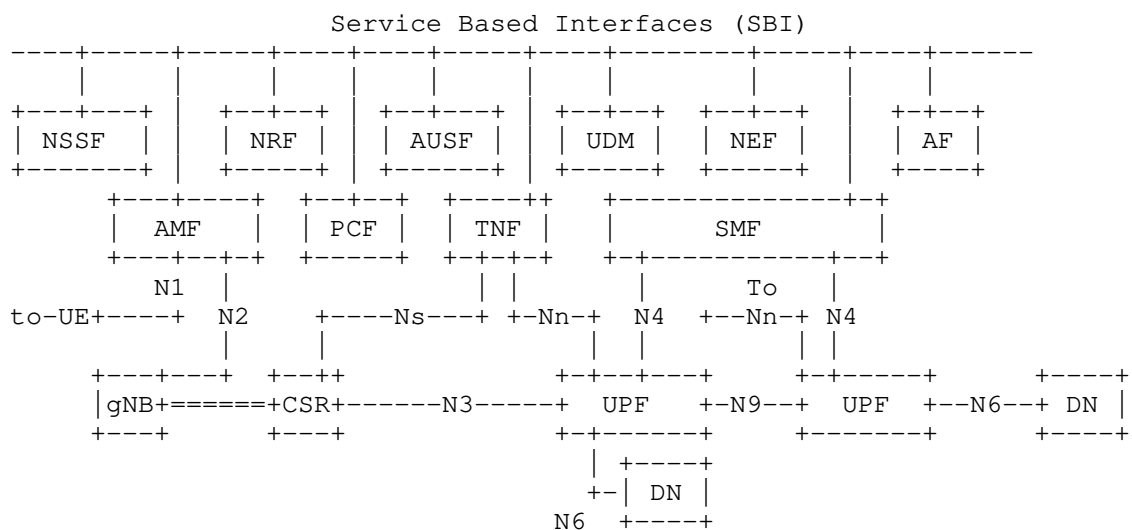 Service Based Interfaces (SBI)
NSSF NRF AUSF UDM NEF AF
AMF PCF TNF SMF
N1 To
to-UE N2 Ns Nn N4 Nn N4
gNB CSR N3 UPF N9 UPF N6 DN
DN
N6